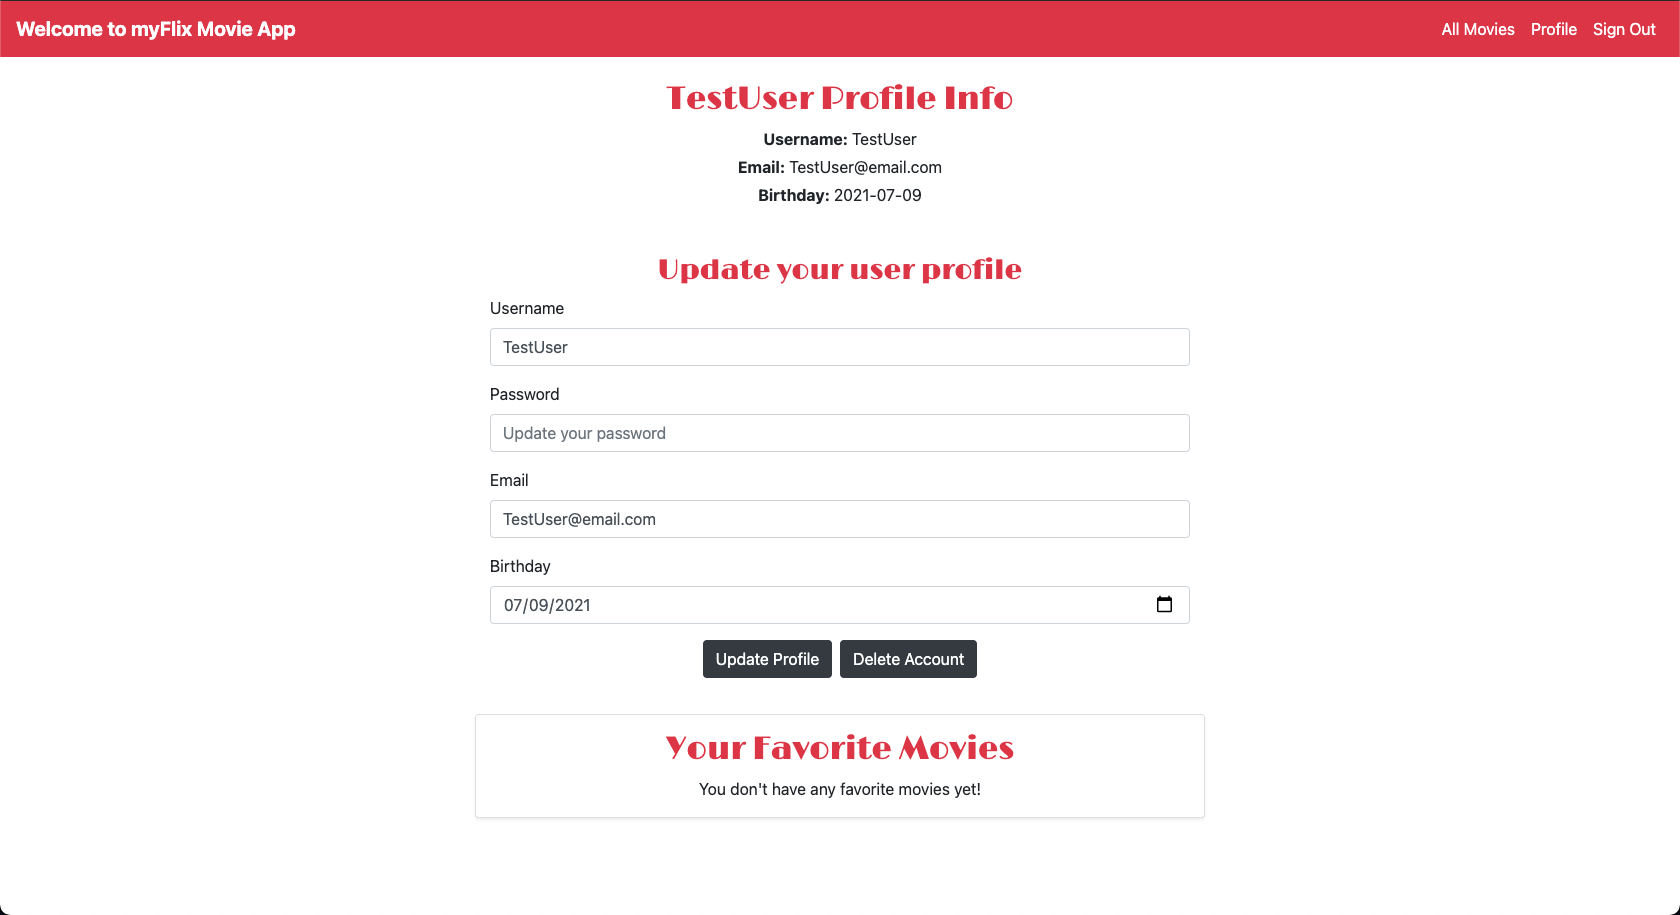 Welcome to myFlix Movie App
All Movies Profile Sign Out
TestUser Profile Info
Username: TestUser
Email: TestUser@email.com
Birthday: 2021-07-09
Update your user profile
Username
TestUser
Password
Update your password
Email
TestUser@email.com
Birthday
07/09/2021
Update Profile Delete Account
Your Favorite Movies
You don't have any favorite movies yet!